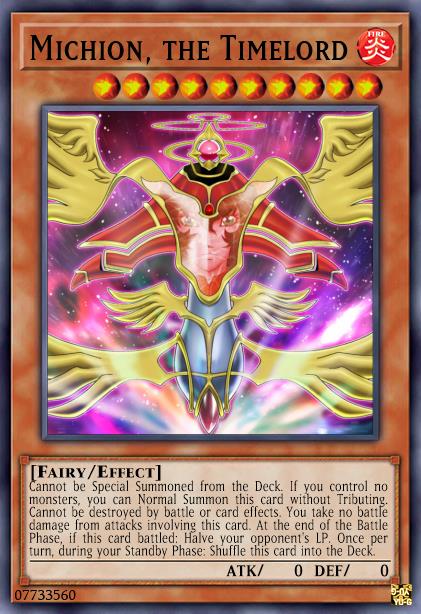 MICHION, THE TIMELORD
FIRE
炎
[FAIRY/EFFECT]
Cannot be Special Summoned from the Deck. If you control no
monsters, you can Normal Summon this card without Tributing.
Cannot be destroyed by battle or card effects. You take no battle
damage from attacks involving this card. At the end of the Battle
Phase, if this card battled: Halve your opponent's LP. Once per
turn, during your Standby Phase: Shuffle this card into the Deck.
ATK/ 0 DEF/ 0
07733560